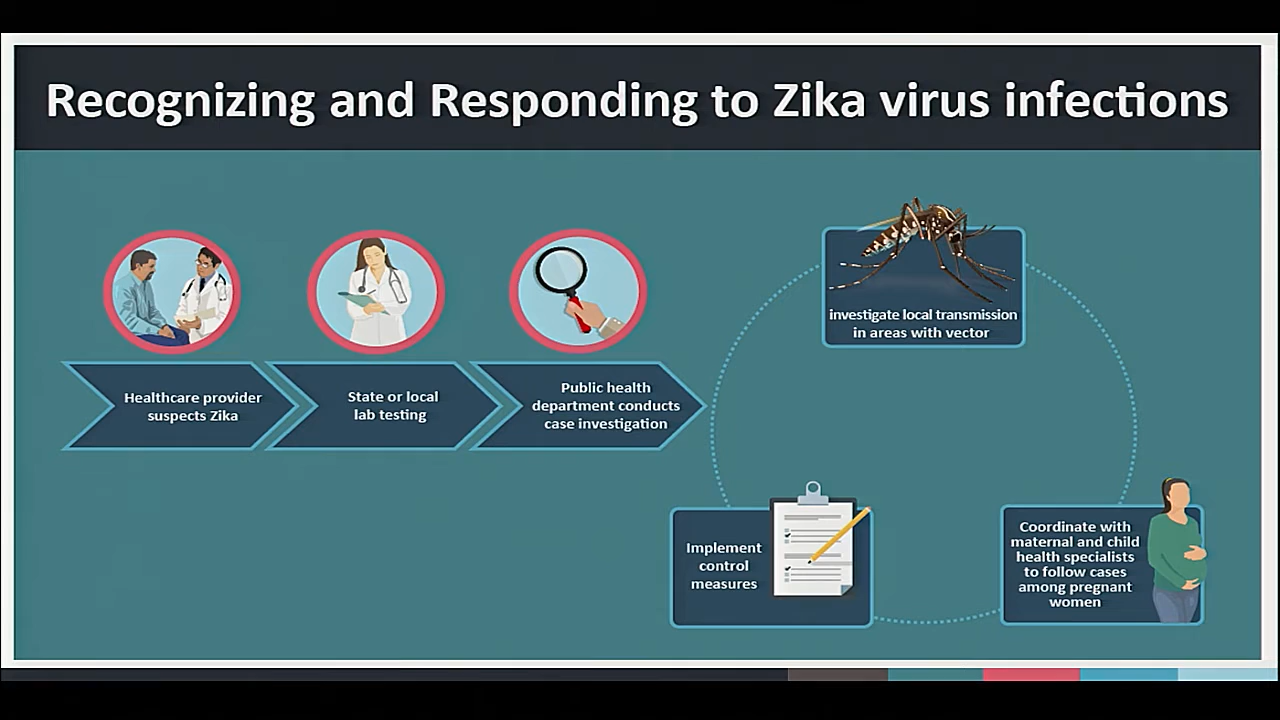 Recognizing and Responding to Zika virus infections
Healthcare provider
suspects Zika
State or local
lab testing
Public health
department conducts
case investigation
investigate local transmission
in areas with vector
Implement
control
measures
Coordinate with
maternal and child
health specialists
to follow cases
among pregnant
women